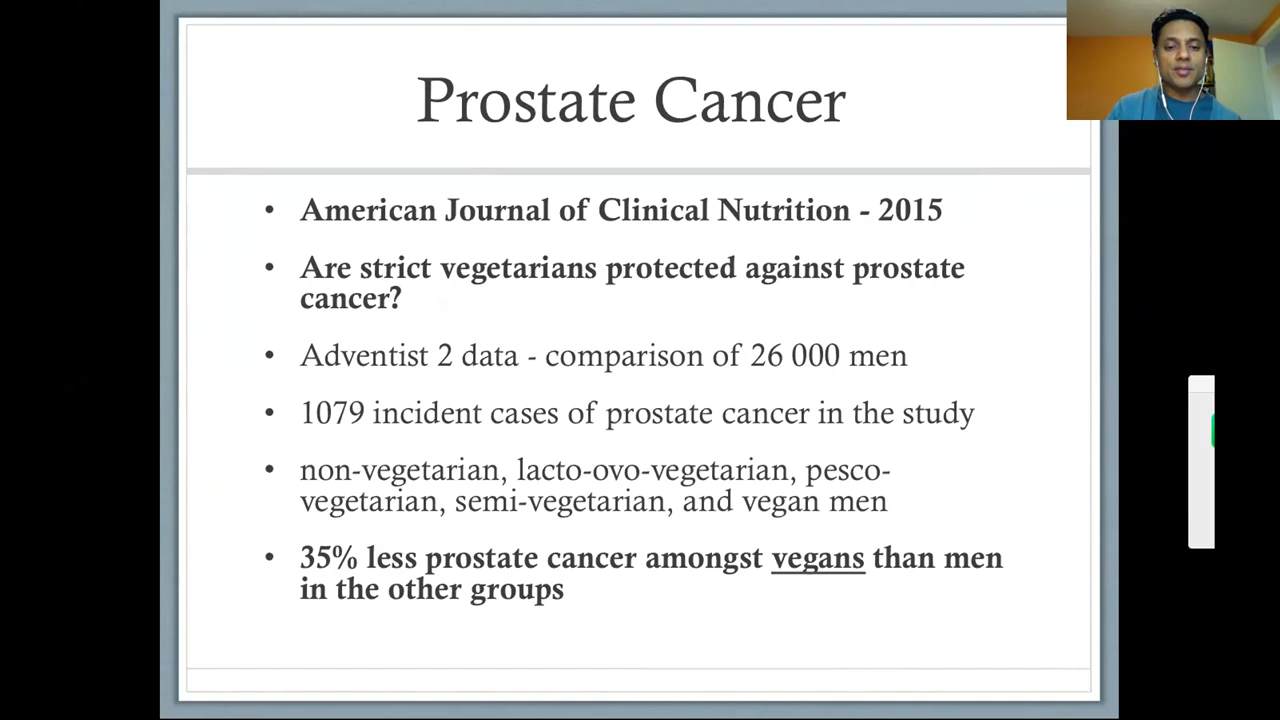 Prostate Cancer
• American Journal of Clinical Nutrition - 2015
• Are strict vegetarians protected against prostate
cancer?
• Adventist 2 data - comparison of 26 000 men
• 1079 incident cases of prostate cancer in the study
• non-vegetarian, lacto-ovo-vegetarian, pesco-
vegetarian, semi-vegetarian, and vegan men
• 35% less prostate cancer amongst vegans than men
in the other groups